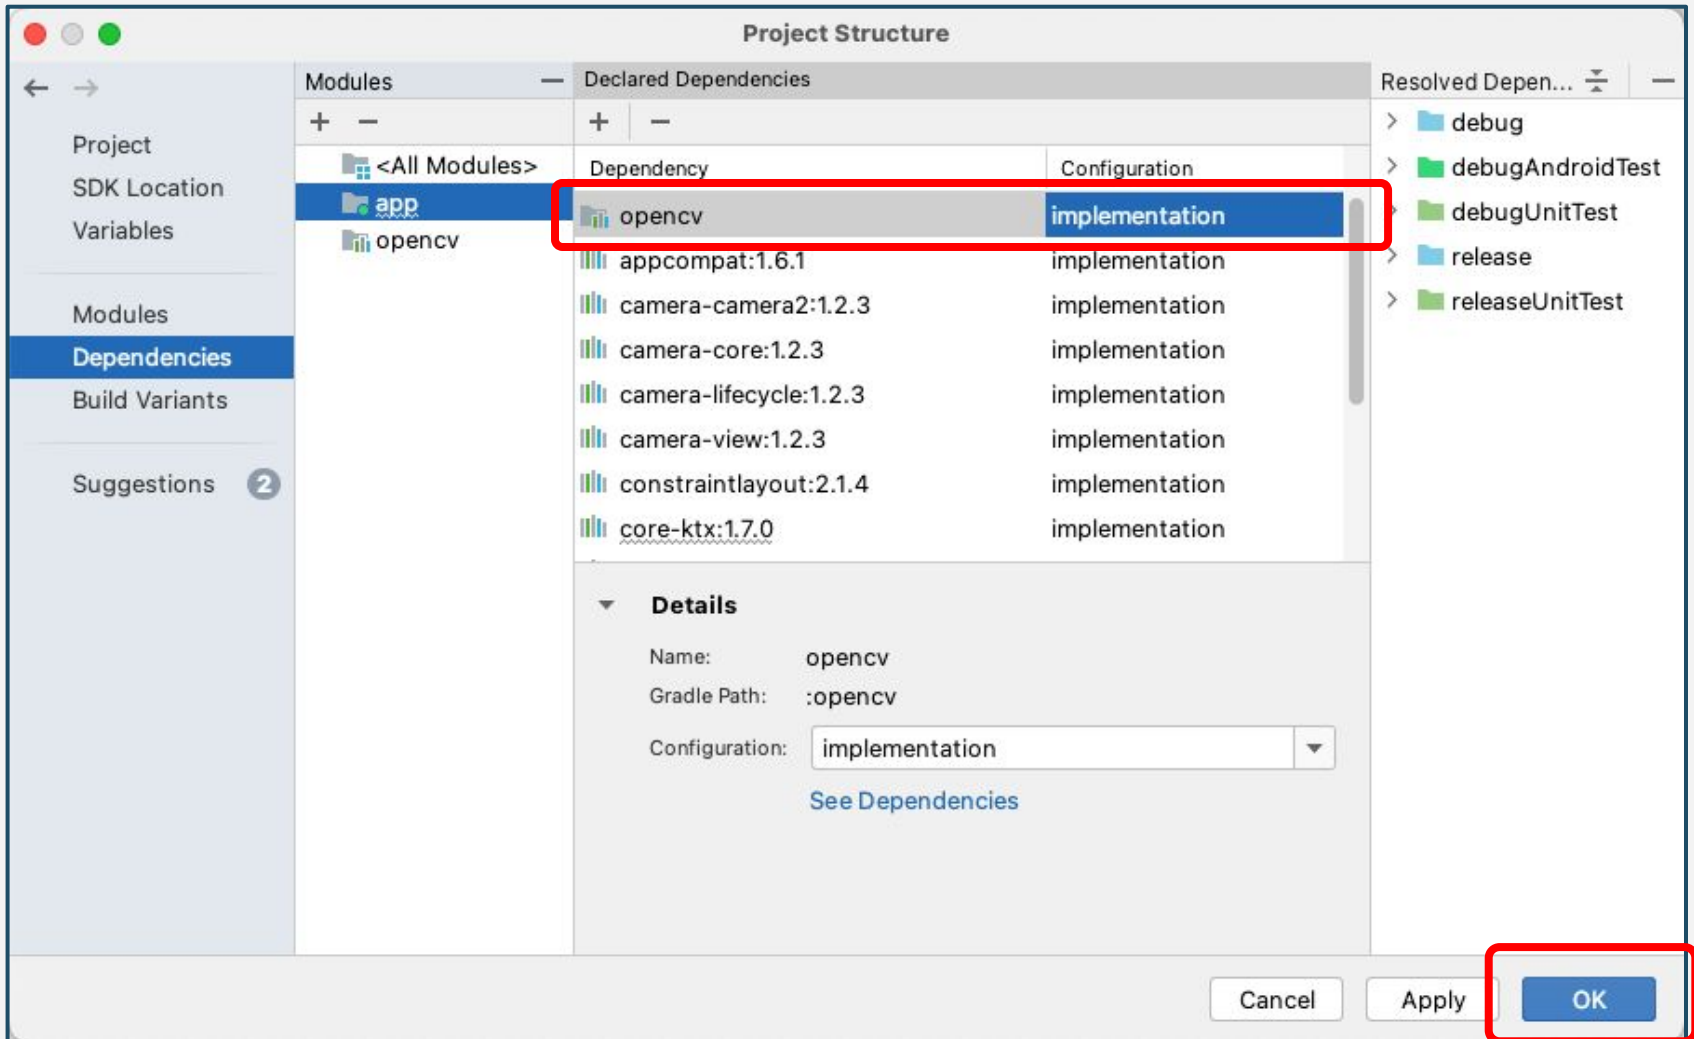 Project Structure
Project
SDK Location
Variables
Modules
Dependencies
Build Variants
Suggestions 2
Modules
<All Modules>
app
opencv
Declared Dependencies
Dependency Configuration
opencv implementation
appcompat:1.6.1 implementation
camera-camera2:1.2.3 implementation
camera-core:1.2.3 implementation
camera-lifecycle:1.2.3 implementation
camera-view:1.2.3 implementation
constraintlayout:2.1.4 implementation
core-ktx:1.7.0 implementation
Details
Name: opencv
Gradle Path: :opencv
Configuration: implementation
See Dependencies
Resolved Depen...
debug
debugAndroidTest
debugUnitTest
release
releaseUnitTest
Cancel Apply OK